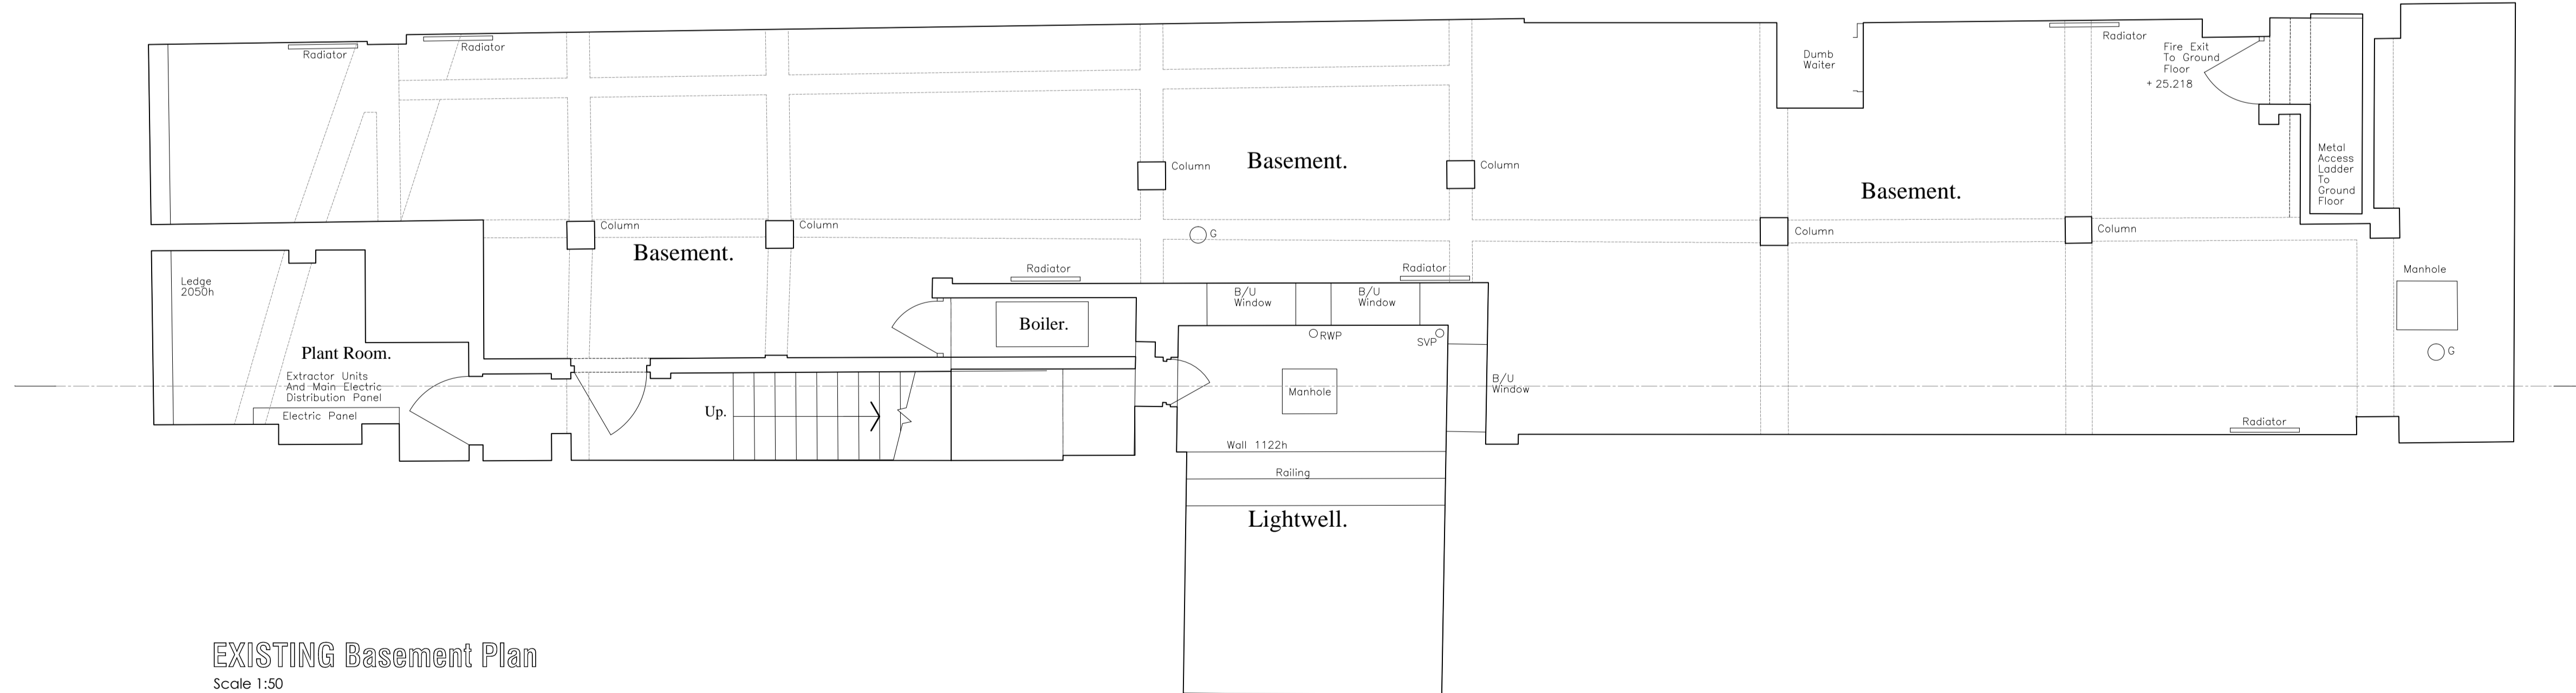 Radiator
Radiator
Dumb
Waiter
Radiator
Fire Exit
To Ground
Floor
+ 25.218
Metal
Access
Ladder
To
Ground
Floor
Column
Basement.
Column
Basement.
Column
Column
Basement.
G
Column
Column
Ledge
2050h
Radiator
Radiator
Manhole
B/U
Window
B/U
Window
Boiler.
RWP
SVP
G
Plant Room.
Extractor Units
And Main Electric
Distribution Panel
Electric Panel
Up.
Manhole
B/U
Window
Radiator
Wall 1122h
Railing
Lightwell.
EXISTING Basement Plan
Scale 1:50